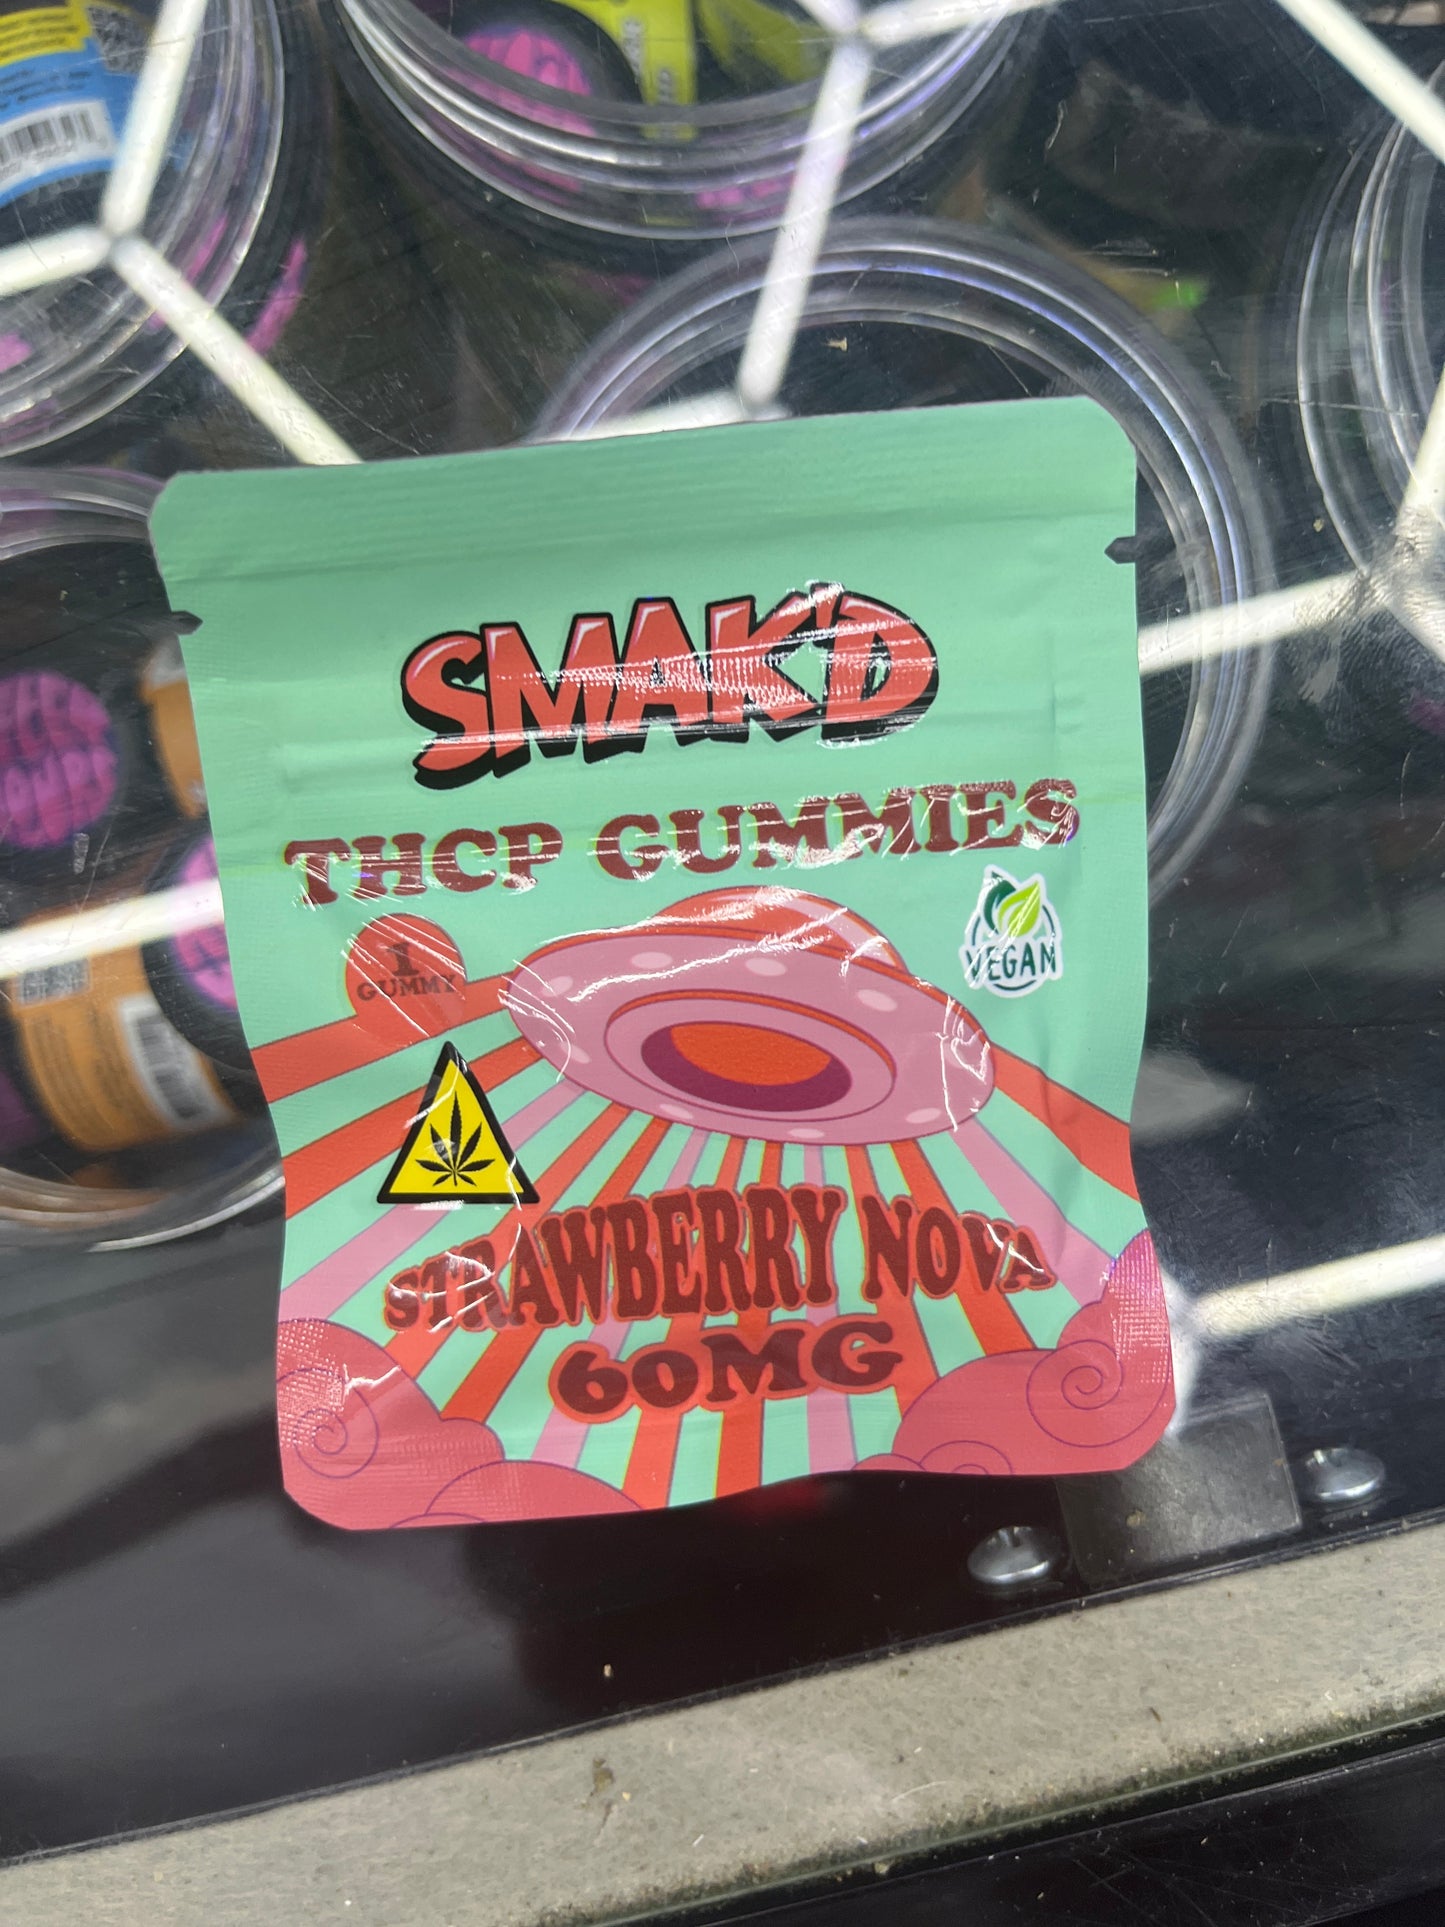 SMAK'D
THCP GUMMIES
1
GUMMY
VEGAN
STRAWBERRY NOVA
60MG